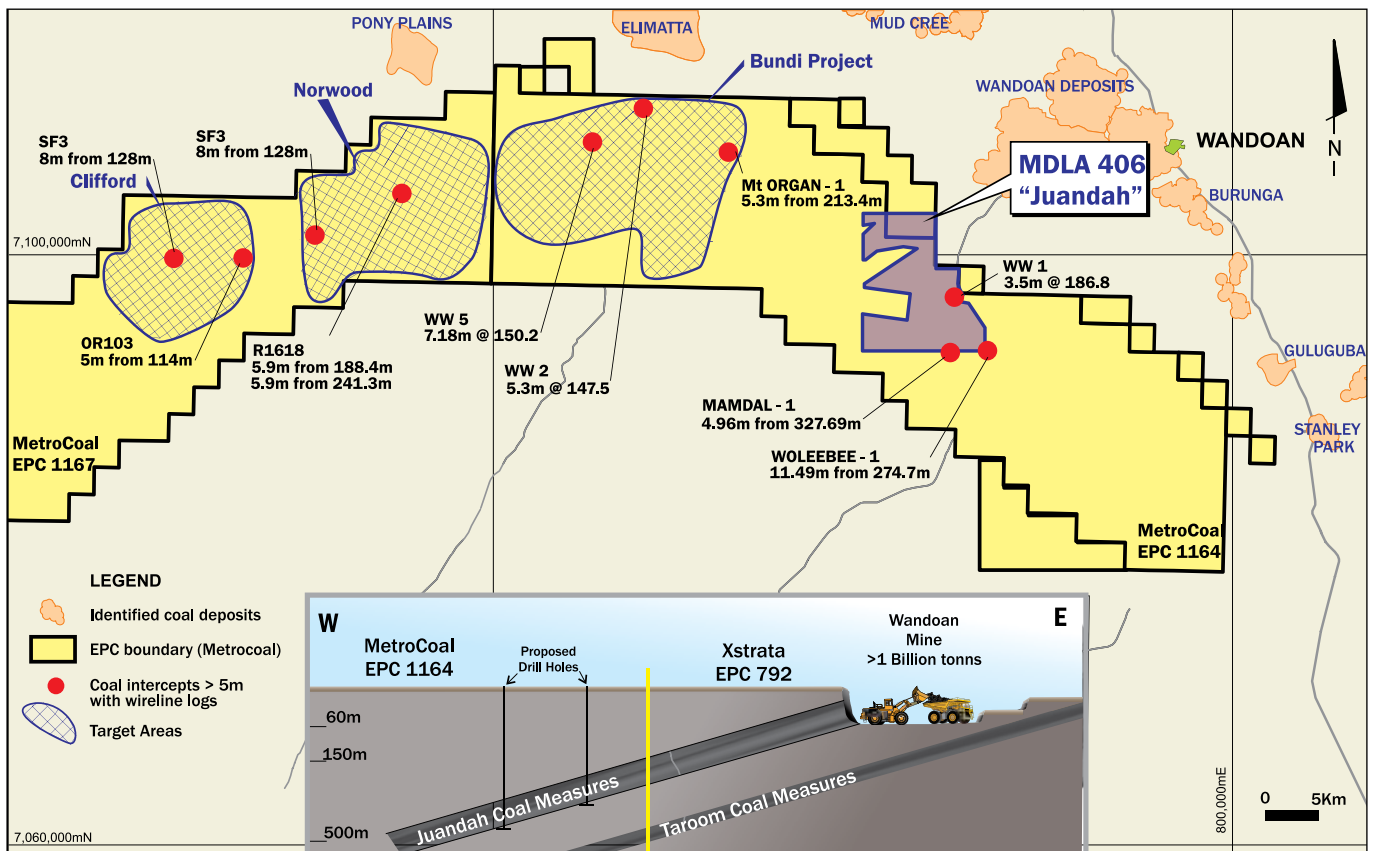 PONY PLAINS
ELIMATTA
MUD CREE
Bundi Project
Norwood
WANDOAN DEPOSITS
SF3
8m from 128m
Clifford
SF3
8m from 128m
WANDOAN
N
MDLA 406
“Juandah”
Mt ORGAN - 1
5.3m from 213.4m
BURUNGA
7,100,000mN
WW 1
3.5m @ 186.8
OR103
5m from 114m
R1618
5.9m from 188.4m
5.9m from 241.3m
WW 5
7.18m @ 150.2
WW 2
5.3m @ 147.5
GULUGUBA
MAMDAL - 1
4.96m from 327.69m
WOLEEBEE - 1
11.49m from 274.7m
STANLEY
PARK
MetroCoal
EPC 1167
MetroCoal
EPC 1164
LEGEND
Identified coal deposits
EPC boundary (Metrocoal)
Coal intercepts > 5m
with wireline logs
Target Areas
W
E
MetroCoal
EPC 1164
Proposed
Drill Holes
Xstrata
EPC 792
Wandoan
Mine
>1 Billion tonns
60m
150m
500m
Juandah Coal Measures
Taroom Coal Measures
800,000mE
0 5Km
7,060,000mN